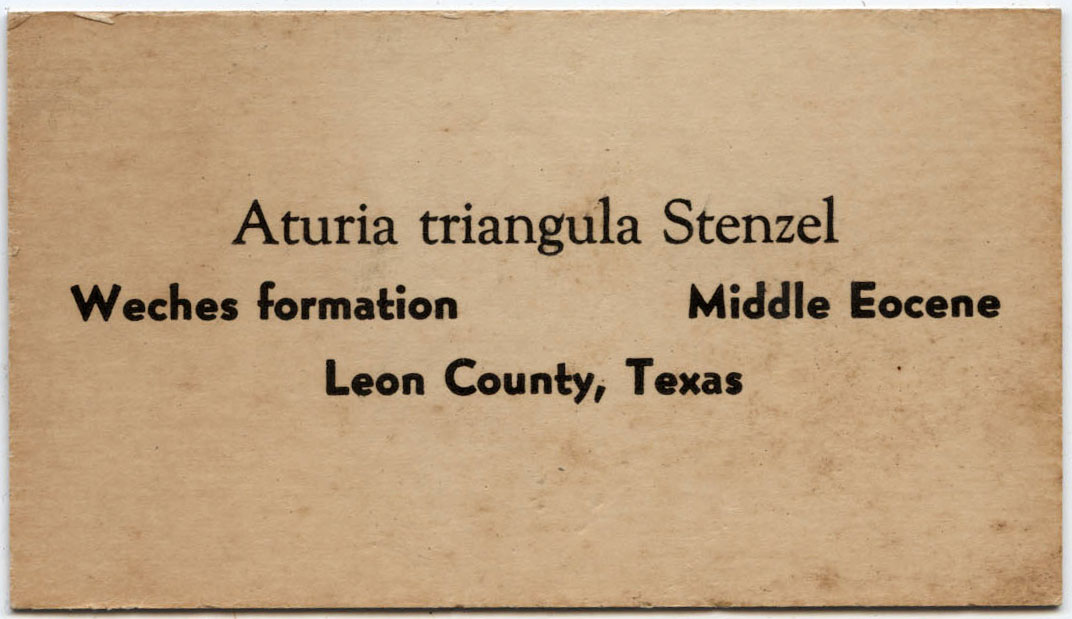 Aturia triangula Stenzel
Weches formation Middle Eocene
Leon County, Texas